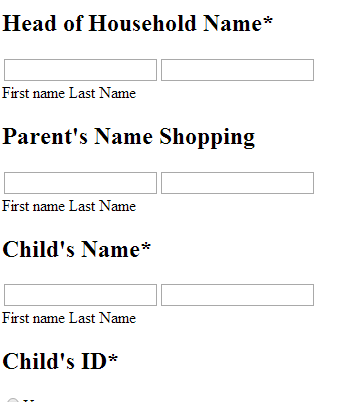 Head of Household Name*
First name Last Name
Parent's Name Shopping
First name Last Name
Child's Name*
First name Last Name
Child's ID*